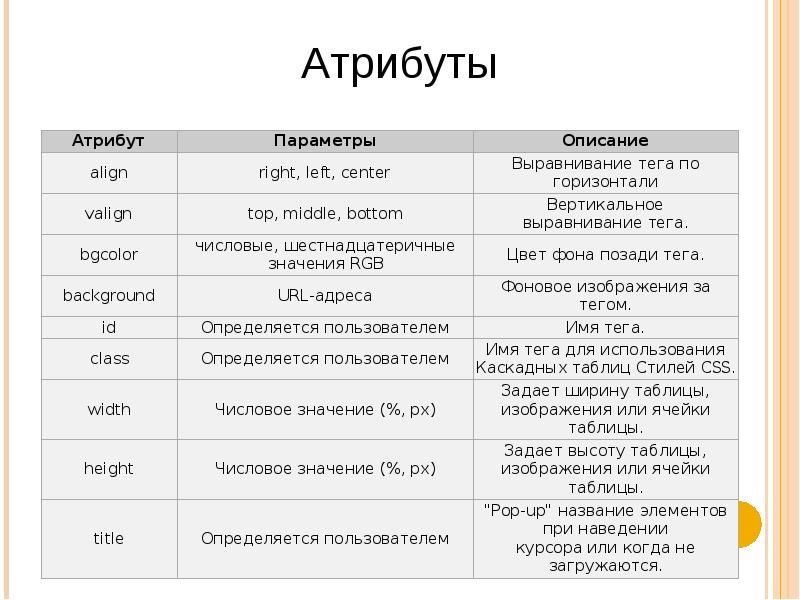 Атрибуты
Атрибут Параметры Описание
align right, left, center Выравнивание тега по
горизонтали
valign top, middle, bottom Вертикальное
выравнивание тега.
bgcolor числовые, шестнадцатеричные
значения RGB Цвет фона позади тега.
background URL-адреса Фоновое изображения за
тегом.
id Определяется пользователем Имя тега.
class Определяется пользователем Имя тега для использования
Каскадных таблиц Стилей CSS.
width Числовое значение (%, px) Задает ширину таблицы,
изображения или ячейки
таблицы.
height Числовое значение (%, px) Задает высоту таблицы,
изображения или ячейки
таблицы.
title Определяется пользователем "Pop-up" название элементов
при наведении
курсора или когда не
загружаются.